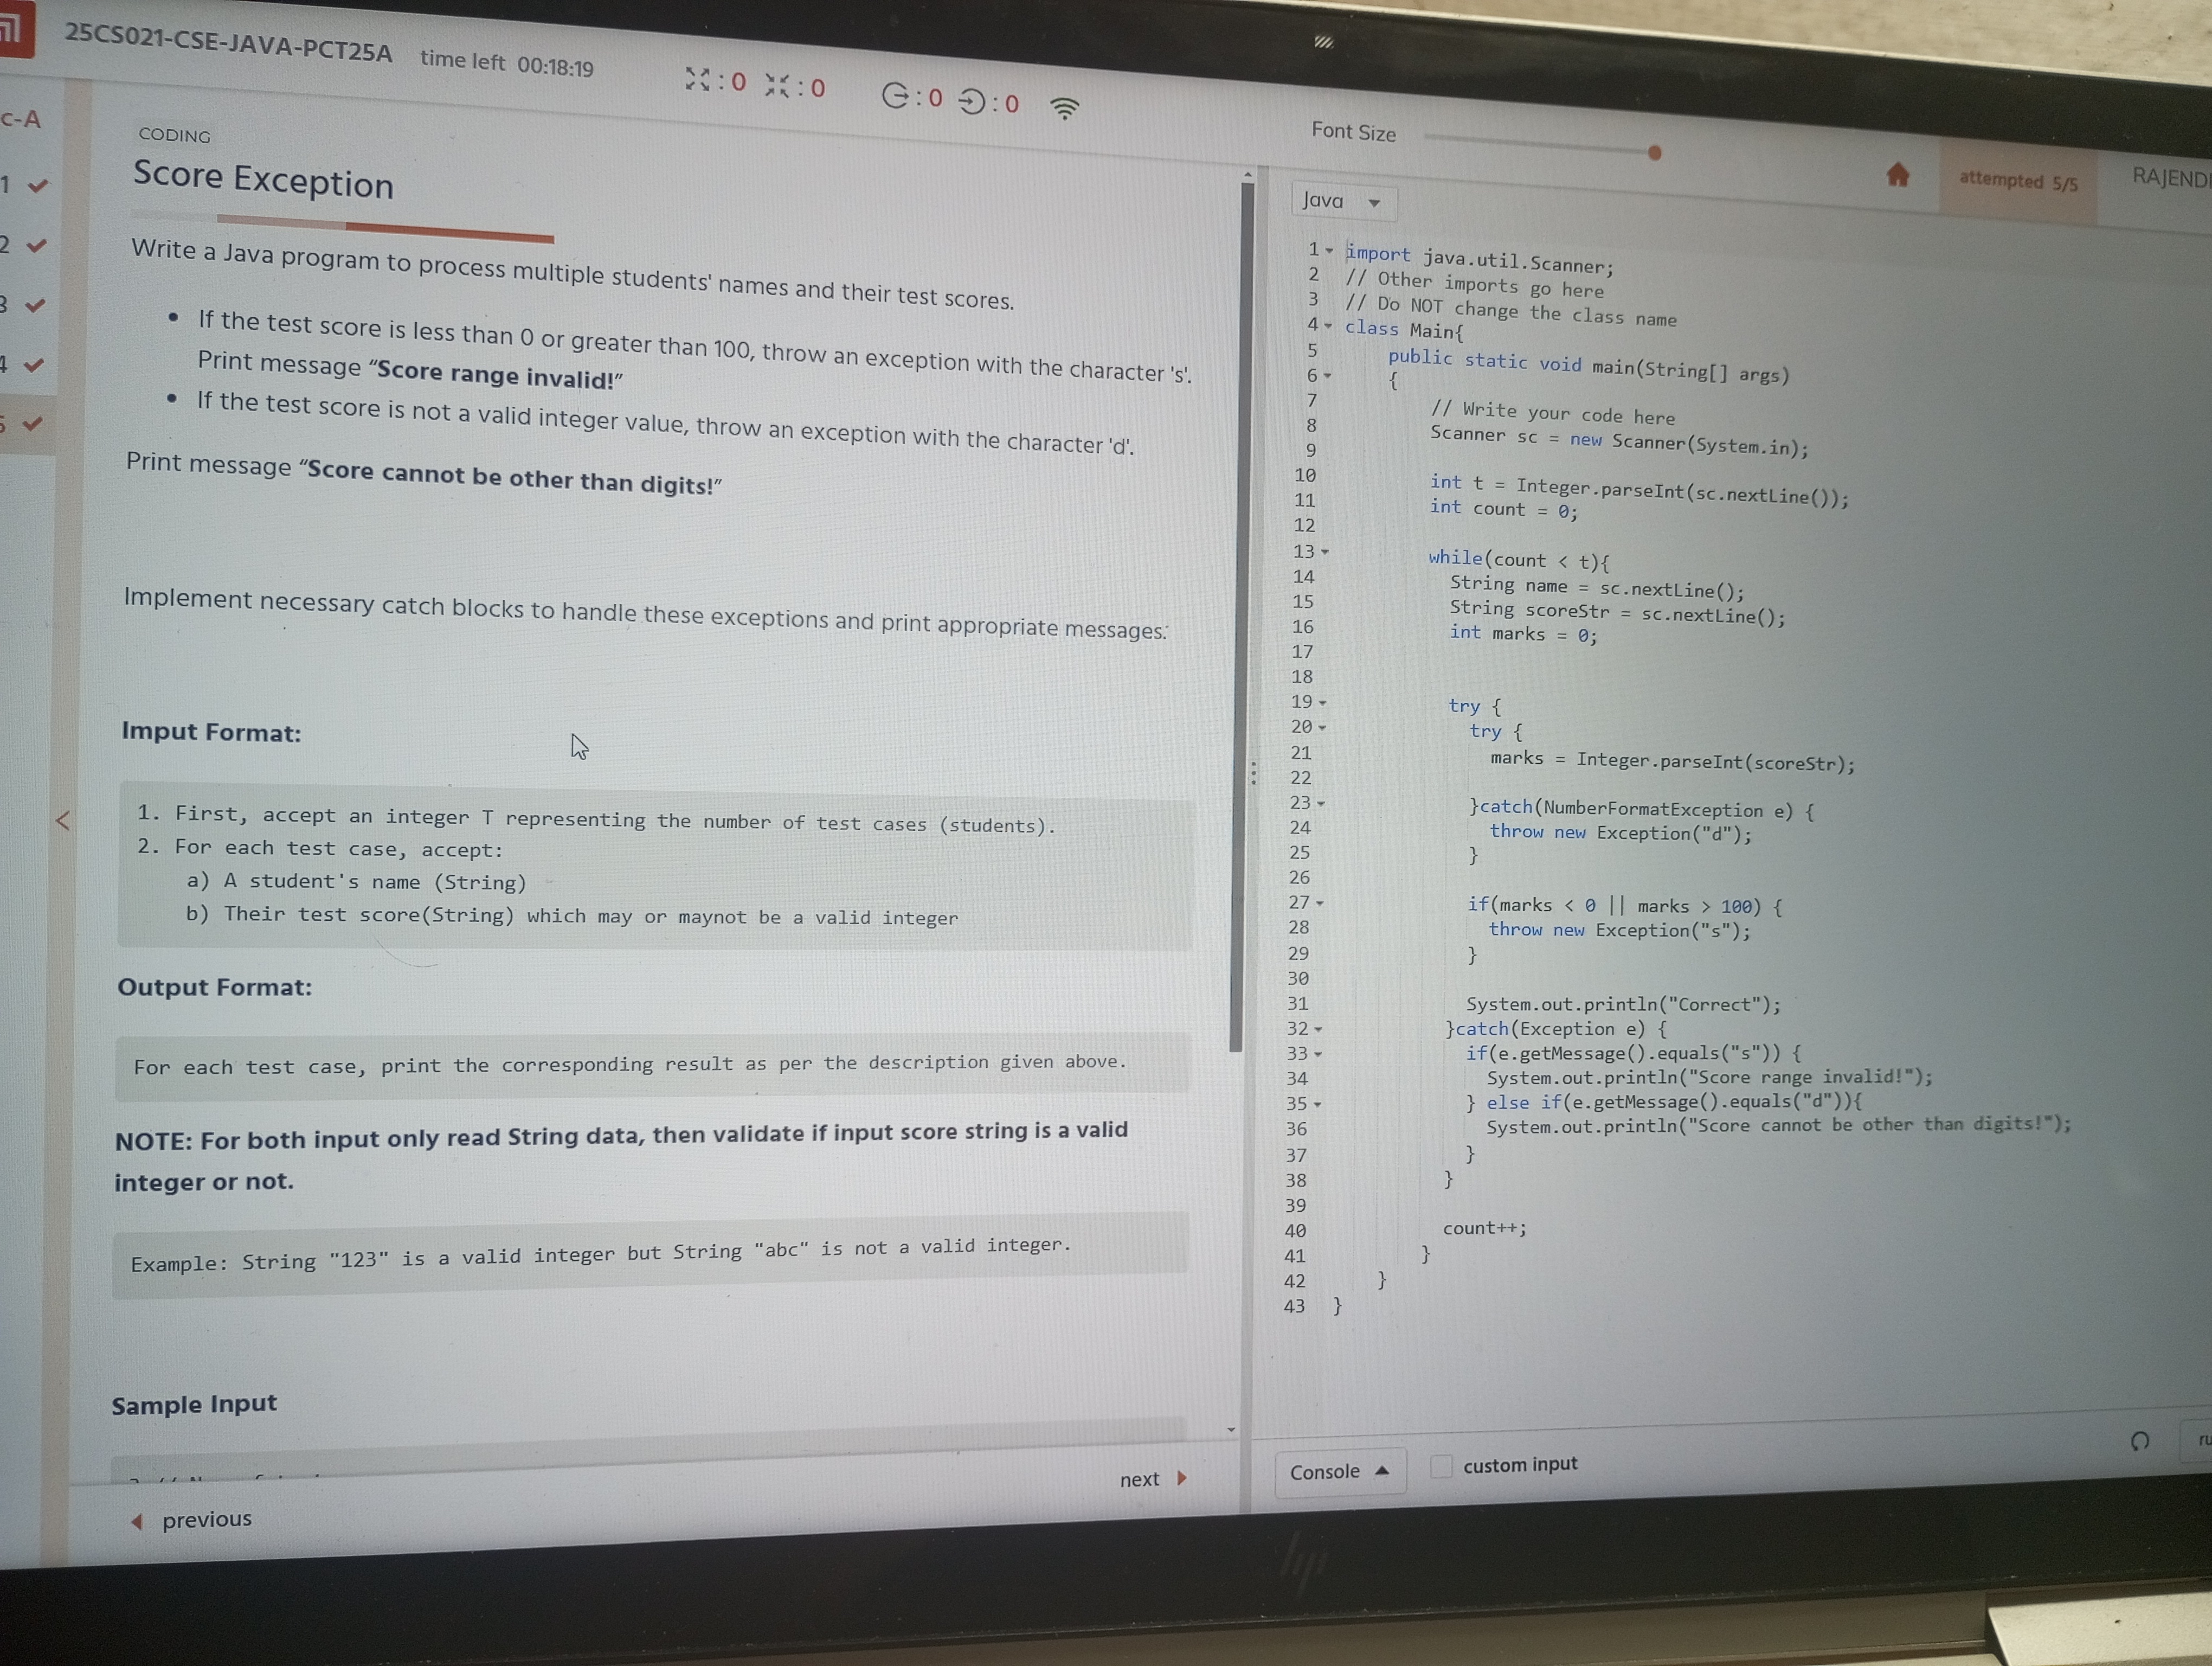 25CS021-CSE-JAVA-PCT25A time left 00:18:19
:0 :0 :0 :0
c-A
1
2
3
4
5
CODING
Score Exception
Write a Java program to process multiple students' names and their test scores.
• If the test score is less than 0 or greater than 100, throw an exception with the character 's'.
Print message “Score range invalid!”
• If the test score is not a valid integer value, throw an exception with the character 'd'.
Print message “Score cannot be other than digits!”
Implement necessary catch blocks to handle these exceptions and print appropriate messages.
Imput Format:
1. First, accept an integer T representing the number of test cases (students).
2. For each test case, accept:
a) A student's name (String)
b) Their test score(String) which may or maynot be a valid integer
Output Format:
For each test case, print the corresponding result as per the description given above.
NOTE: For both input only read String data, then validate if input score string is a valid
integer or not.
Example: String "123" is a valid integer but String "abc" is not a valid integer.
Sample Input
previous
next
Font Size
attempted 5/5
RAJEND
Java
1 import java.util.Scanner;
2 // Other imports go here
3 // Do NOT change the class name
4 class Main{
5 public static void main(String[] args)
6 {
7 // Write your code here
8 Scanner sc = new Scanner(System.in);
9
10 int t = Integer.parseInt(sc.nextLine());
11 int count = 0;
12
13 while(count < t){
14 String name = sc.nextLine();
15 String scoreStr = sc.nextLine();
16 int marks = 0;
17
18
19 try {
20 try {
21 marks = Integer.parseInt(scoreStr);
22
23 }catch(NumberFormatException e) {
24 throw new Exception("d");
25 }
26
27 if(marks < 0 || marks > 100) {
28 throw new Exception("s");
29 }
30
31 System.out.println("Correct");
32 }catch(Exception e) {
33 if(e.getMessage().equals("s")) {
34 System.out.println("Score range invalid!");
35 } else if(e.getMessage().equals("d")){
36 System.out.println("Score cannot be other than digits!");
37 }
38 }
39
40 count++;
41 }
42 }
43 }
Console
custom input
ru
hp